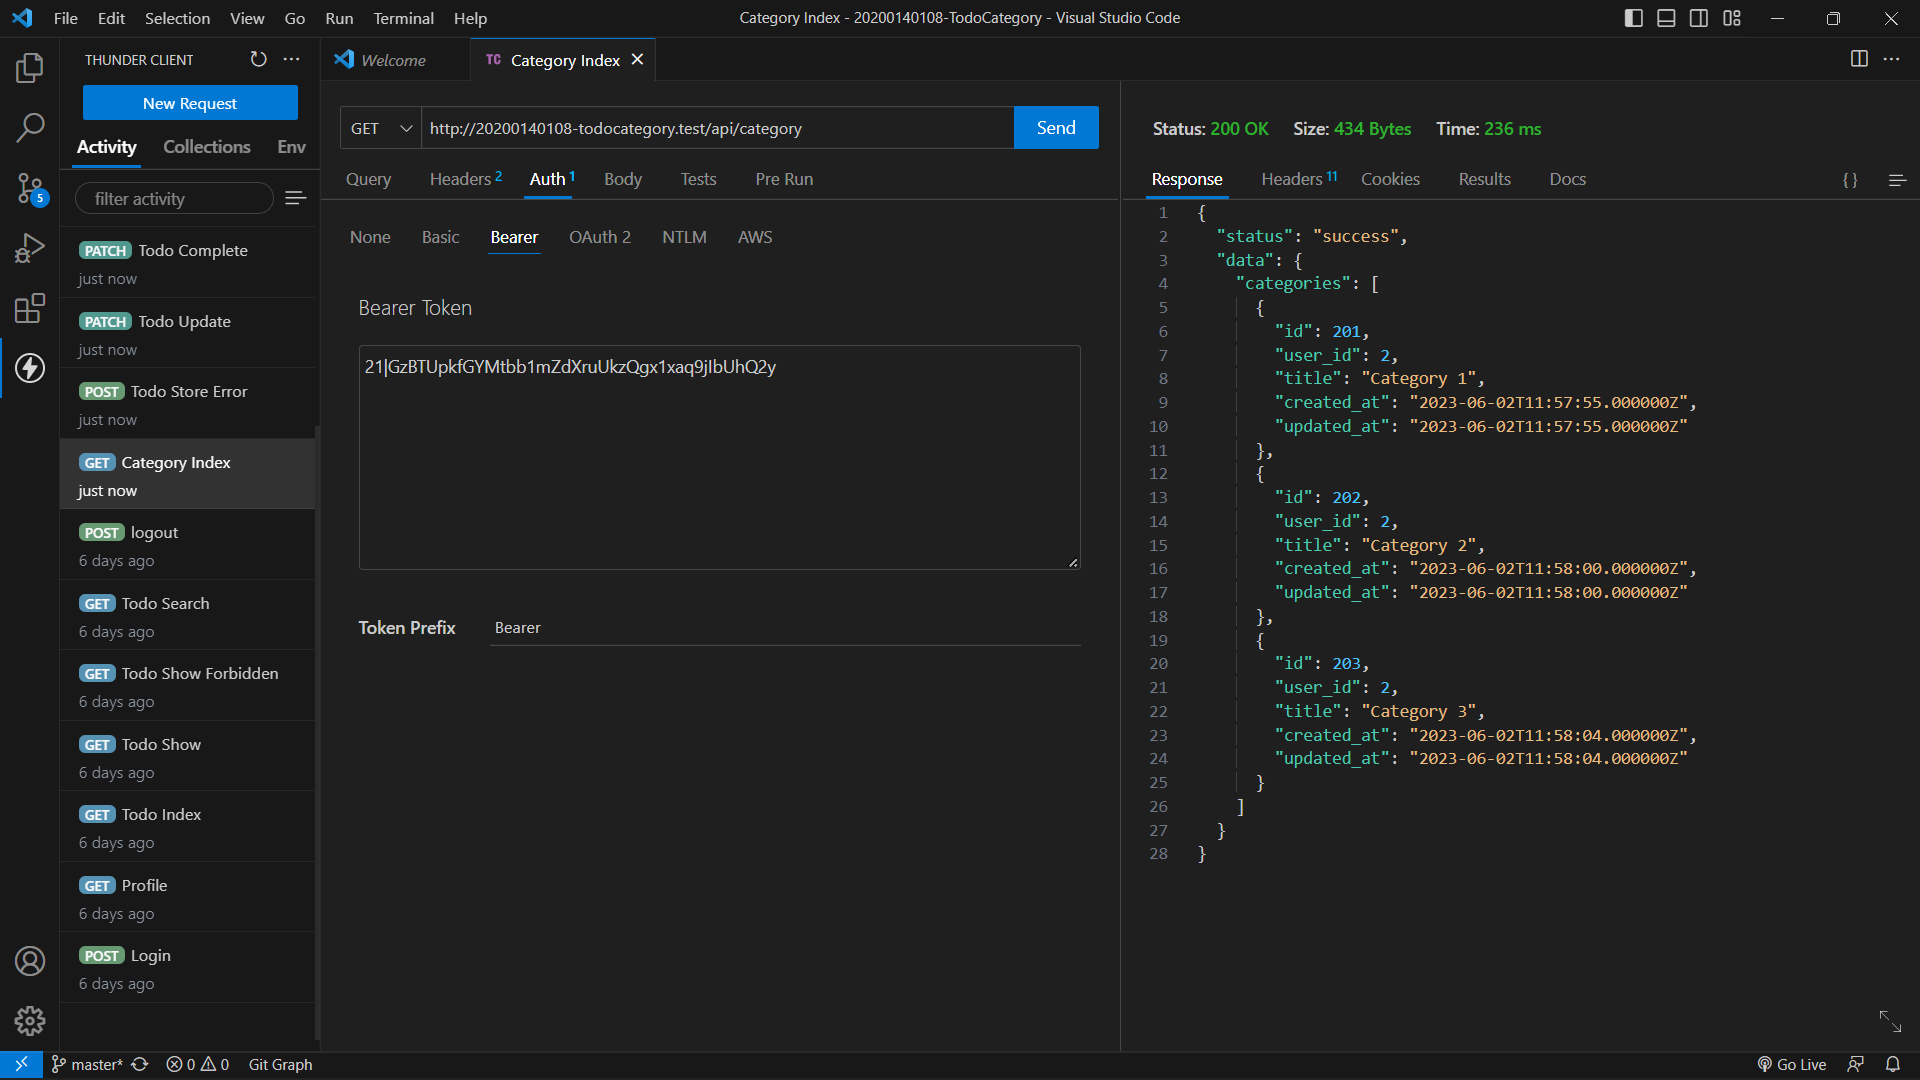 File Edit Selection View Go Run Terminal Help
Category Index - 20200140108-TodoCategory - Visual Studio Code
THUNDER CLIENT
New Request
Activity Collections Env
filter activity
PATCH Todo Complete
just now
PATCH Todo Update
just now
POST Todo Store Error
just now
GET Category Index
just now
POST logout
6 days ago
GET Todo Search
6 days ago
GET Todo Show Forbidden
6 days ago
GET Todo Show
6 days ago
GET Todo Index
6 days ago
GET Profile
6 days ago
POST Login
6 days ago
5
Welcome
TC Category Index
GET http://20200140108-todocategory.test/api/category Send
Query Headers 2 Auth 1 Body Tests Pre Run
None Basic Bearer OAuth 2 NTLM AWS
Bearer Token
21|GzBTUpkfGYMtbb1mZdXruUkzQgx1xaq9jIbUhQ2y
Token Prefix Bearer
Status: 200 OK Size: 434 Bytes Time: 236 ms
Response Headers 11 Cookies Results Docs {}
1 {
2 "status": "success",
3 "data": {
4 "categories": [
5 {
6 "id": 201,
7 "user_id": 2,
8 "title": "Category 1",
9 "created_at": "2023-06-02T11:57:55.000000Z",
10 "updated_at": "2023-06-02T11:57:55.000000Z"
11 },
12 {
13 "id": 202,
14 "user_id": 2,
15 "title": "Category 2",
16 "created_at": "2023-06-02T11:58:00.000000Z",
17 "updated_at": "2023-06-02T11:58:00.000000Z"
18 },
19 {
20 "id": 203,
21 "user_id": 2,
22 "title": "Category 3",
23 "created_at": "2023-06-02T11:58:04.000000Z",
24 "updated_at": "2023-06-02T11:58:04.000000Z"
25 }
26 ]
27 }
28 }
master* 0 0 Git Graph
Go Live